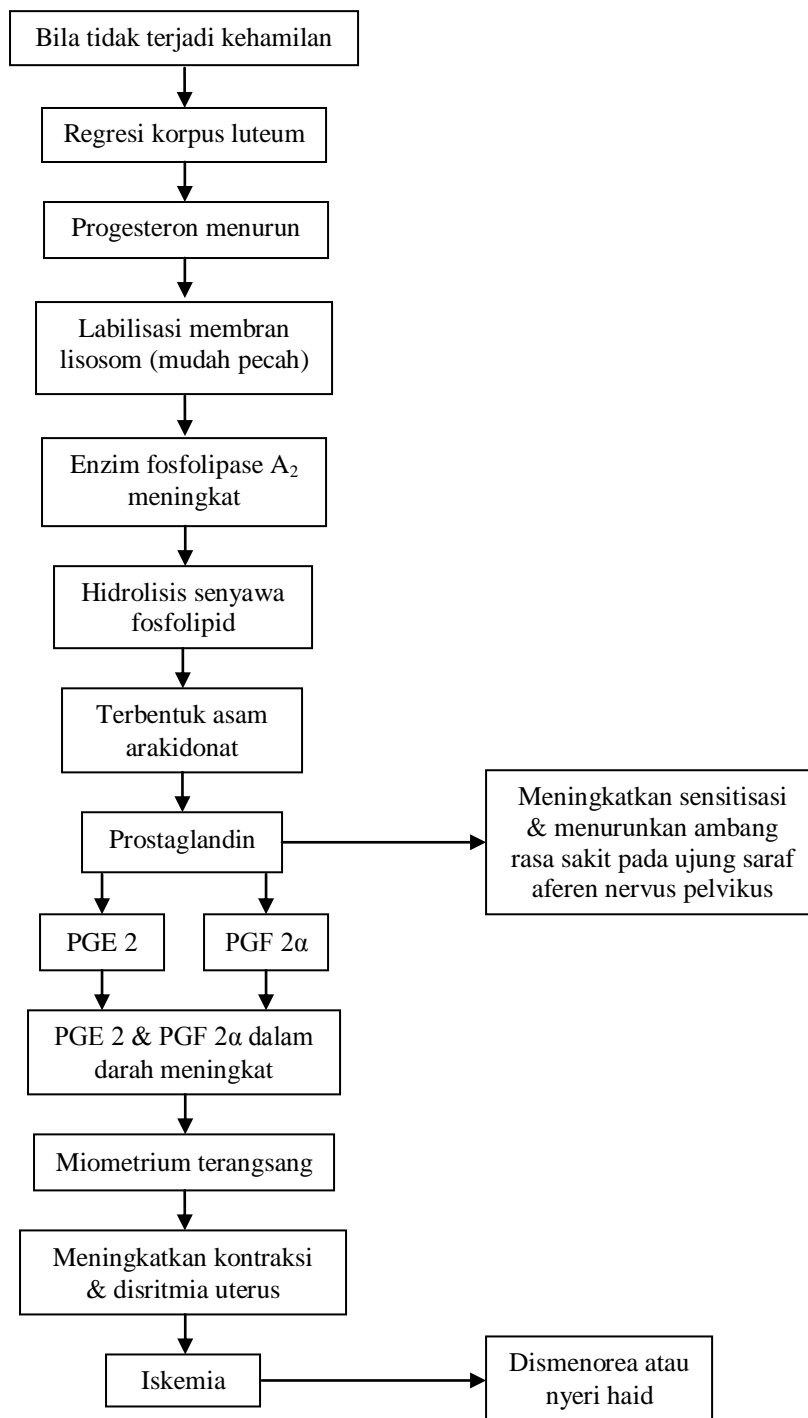 Bila tidak terjadi kehamilan
Regresi korpus luteum
Progesteron menurun
Labilisasi membran
lisosom (mudah pecah)
Enzim fosfolipase A₂
meningkat
Hidrolisis senyawa
fosfolipid
Terbentuk asam
arakidonat
Prostaglandin
Meningkatkan sensitisasi
& menurunkan ambang
rasa sakit pada ujung saraf
aferen nervus pelvikus
PGE 2
PGF 2α
PGE 2 & PGF 2α dalam
darah meningkat
Miometrium terangsang
Meningkatkan kontraksi
& disritmia uterus
Iskemia
Dismenorea atau
nyeri haid